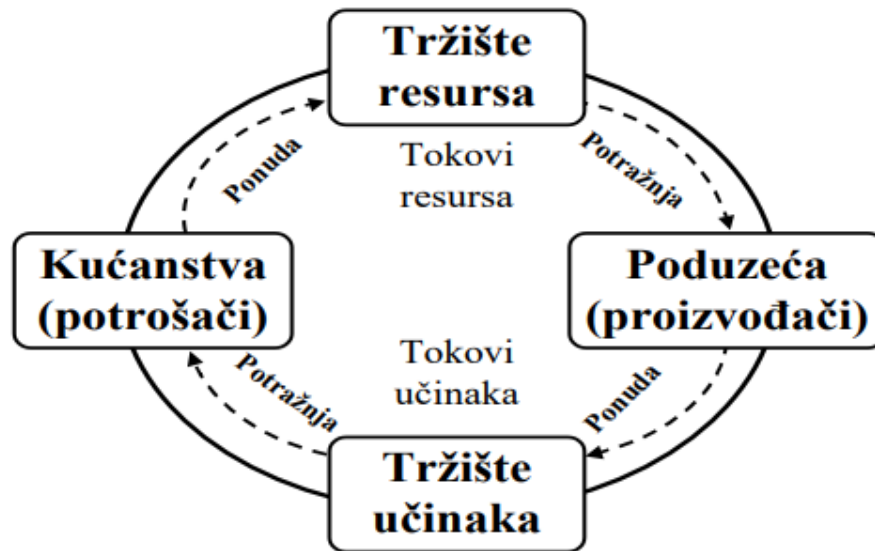 Tržište
resursa
Ponuda
Tokovi
resursa
Potražnja
Kućanstva
(potrošači)
Poduzeća
(proizvođači)
Potražnja
Tokovi
učinaka
Ponuda
Tržište
učinaka